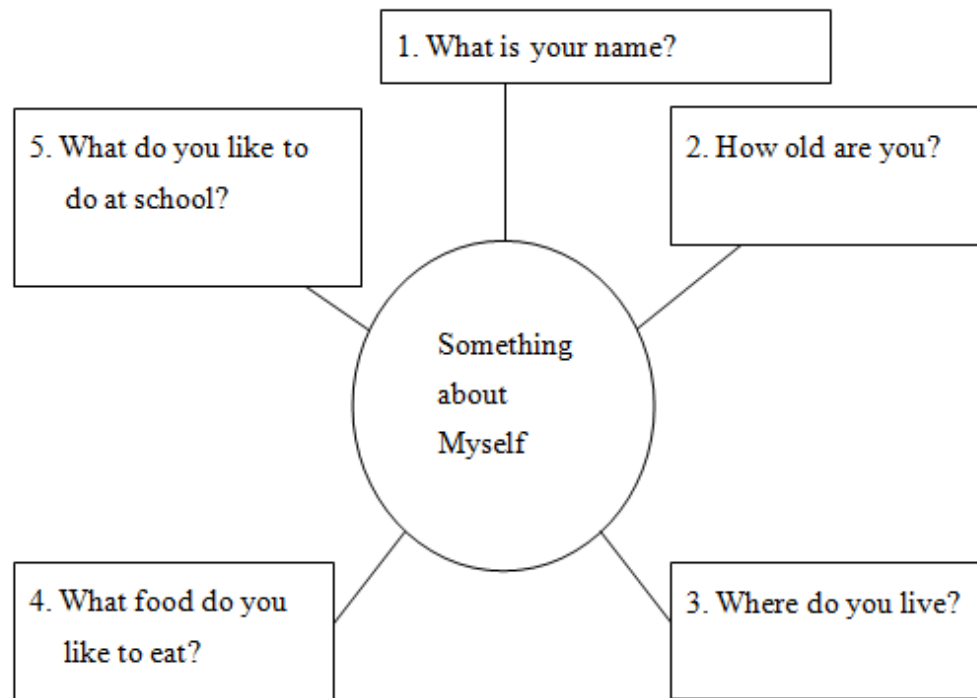 1. What is your name?
2. How old are you?
3. Where do you live?
4. What food do you
like to eat?
5. What do you like to
do at school?
Something
about
Myself